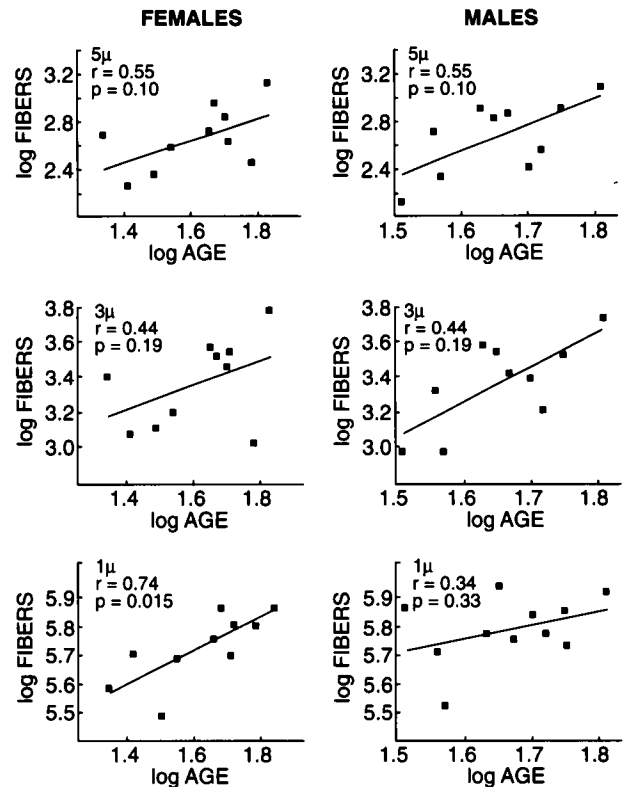 FEMALES
MALES
5μ
r = 0.55
p = 0.10
log FIBERS
3.2
2.8
2.4
1.4
1.6
1.8
log AGE
5μ
r = 0.55
p = 0.10
log FIBERS
3.2
2.8
2.4
1.5
1.6
1.7
1.8
log AGE
3μ
r = 0.44
p = 0.19
log FIBERS
3.8
3.6
3.4
3.2
3.0
1.4
1.6
1.8
log AGE
3μ
r = 0.44
p = 0.19
log FIBERS
3.8
3.6
3.4
3.2
3.0
1.5
1.6
1.7
1.8
log AGE
1μ
r = 0.74
p = 0.015
log FIBERS
5.9
5.8
5.7
5.6
5.5
1.4
1.6
1.8
log AGE
1μ
r = 0.34
p = 0.33
log FIBERS
5.9
5.8
5.7
5.6
5.5
1.5
1.6
1.7
1.8
log AGE